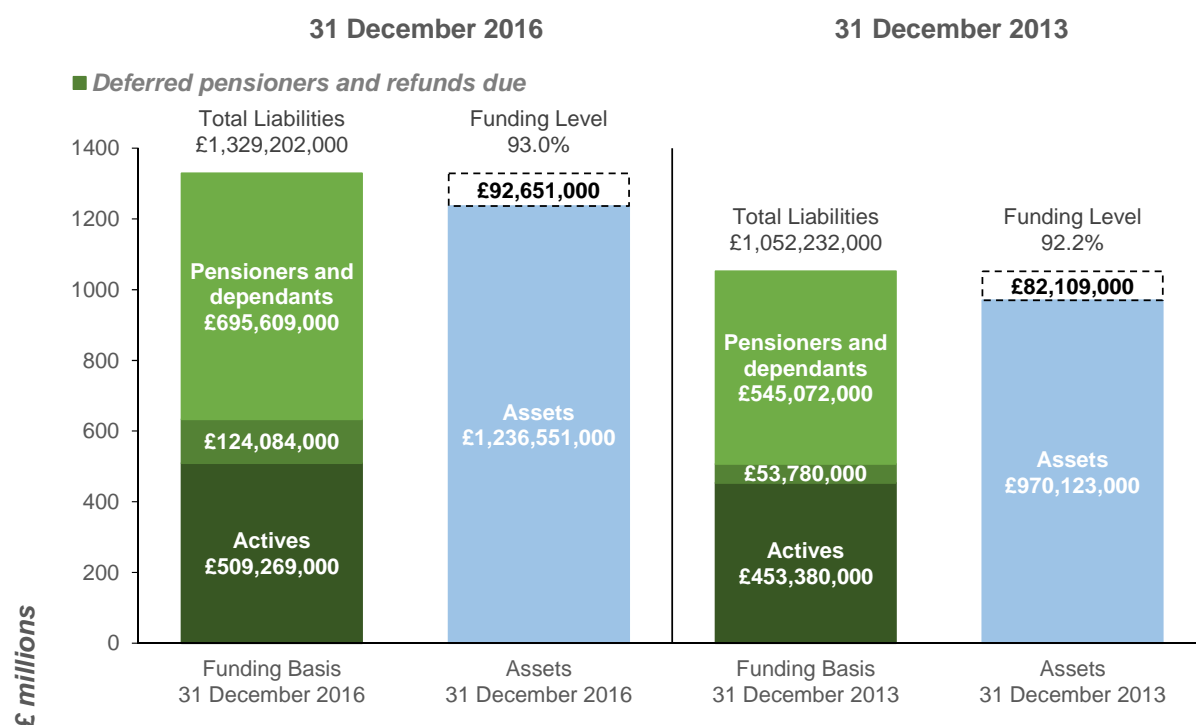 31 December 2016
31 December 2013
Deferred pensioners and refunds due
Total Liabilities
£1,329,202,000
Funding Level
93.0%
Total Liabilities
£1,052,232,000
Funding Level
92.2%
1400
1200
1000
800
600
400
200
0
£ millions
Pensioners and
dependants
£695,609,000
£124,084,000
Actives
£509,269,000
£92,651,000
Assets
£1,236,551,000
Pensioners and
dependants
£545,072,000
£53,780,000
Actives
£453,380,000
£82,109,000
Assets
£970,123,000
Funding Basis
31 December 2016
Assets
31 December 2016
Funding Basis
31 December 2013
Assets
31 December 2013